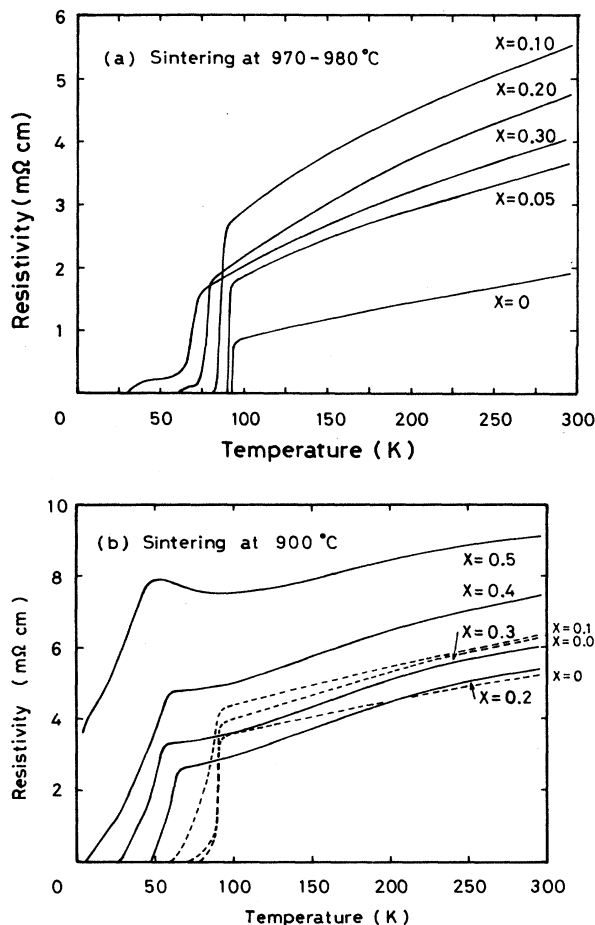 6
(a) Sintering at 970-980°C
X=0.10
5
X=0.20
4
X=0.30
3
X=0.05
2
X=0
1
Resistivity (mΩ cm)
0 50 100 150 200 250 300
Temperature (K)
10
(b) Sintering at 900°C
X=0.5
8
X=0.4
X=0.3
X=0.1
6
X=0.0
X=0
X=0.2
4
2
Resistivity (mΩ cm)
0 50 100 150 200 250 300
Temperature (K)